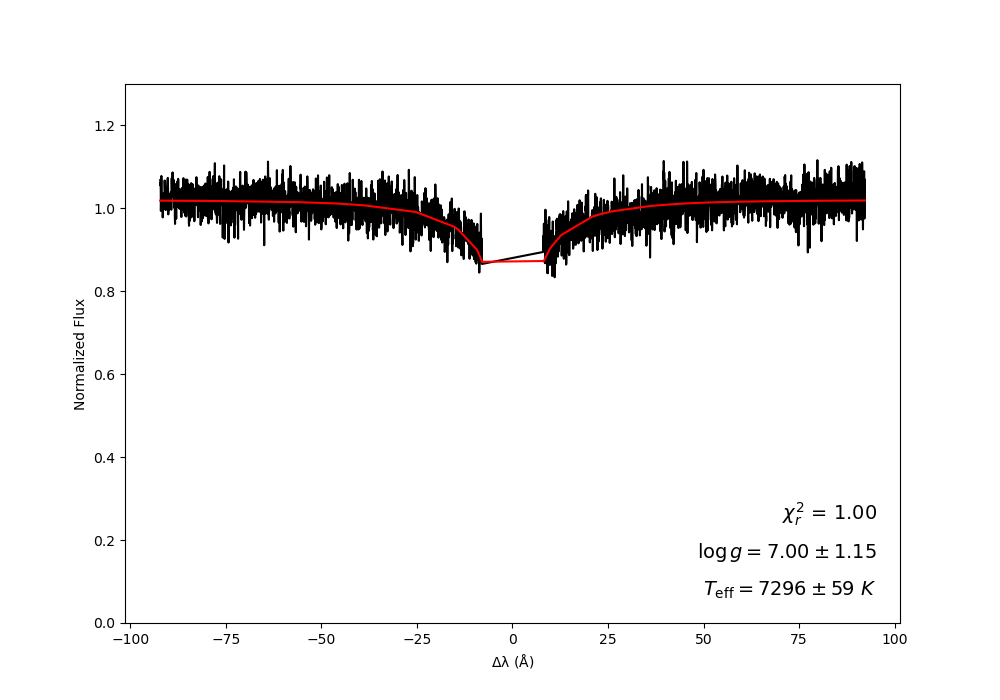 1.2
1.0
0.8
0.6
0.4
0.2
0.0
Normalized Flux
χ²ᵣ = 1.00
log g = 7.00 ± 1.15
T_eff = 7296 ± 59 K
−100 −75 −50 −25 0 25 50 75 100
Δλ (Å)